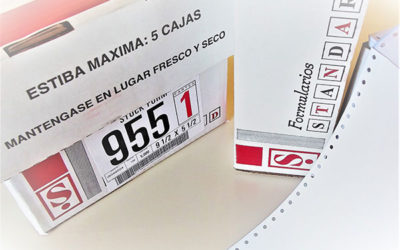 ESTIBA MAXIMA: 5 CAJAS
MANTENGASE EN LUGAR FRESCO Y SECO
STOCK FORM
955
1
9 1/2 X 5 1/2
D
S.
Formularios
STANDAR
S.